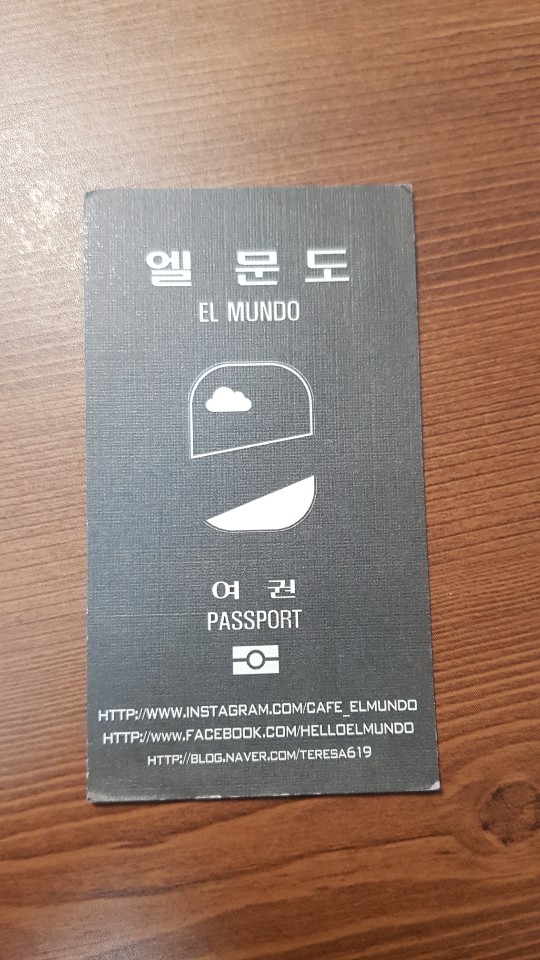 엘 문 도
EL MUNDO
여 권
PASSPORT
HTTP://WWW.INSTAGRAM.COM/CAFE_ELMUNDO
HTTP://WWW.FACEBOOK.COM/HELLOELMUNDO
HTTP://BLOG.NAVER.COM/TERESA619